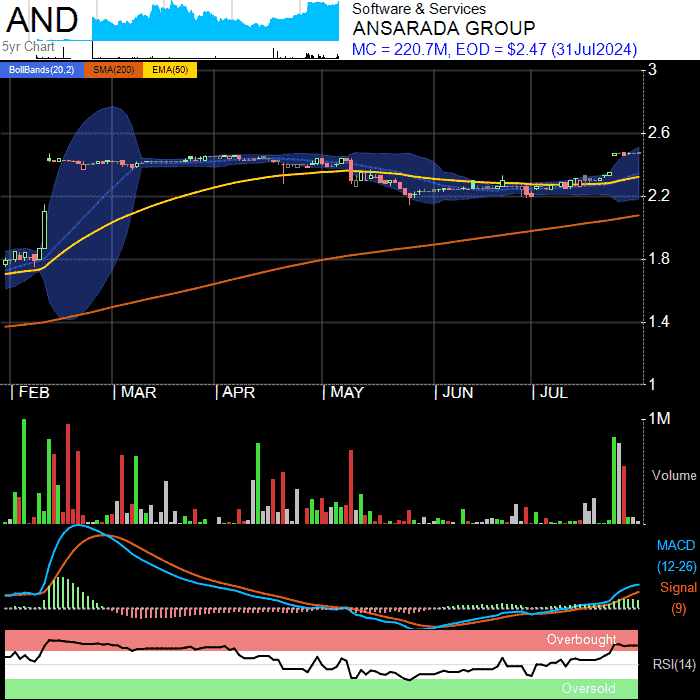 AND
5yr Chart
Software & Services
ANSARADA GROUP
MC = 220.7M, EOD = $2.47 (31Jul2024)
BollBands(20,2) SMA(200) EMA(50)
3
2.6
2.2
1.8
1.4
1
FEB MAR APR MAY JUN JUL
1M
Volume
MACD
(12-26)
Signal
(9)
Overbought
RSI(14)
Oversold